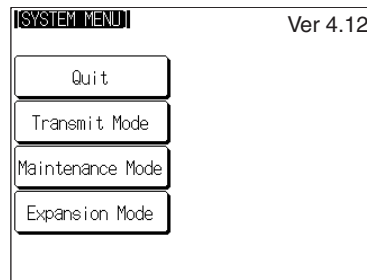 [SYSTEM MENU]
Ver 4.12
Quit
Transmit Mode
Maintenance Mode
Expansion Mode